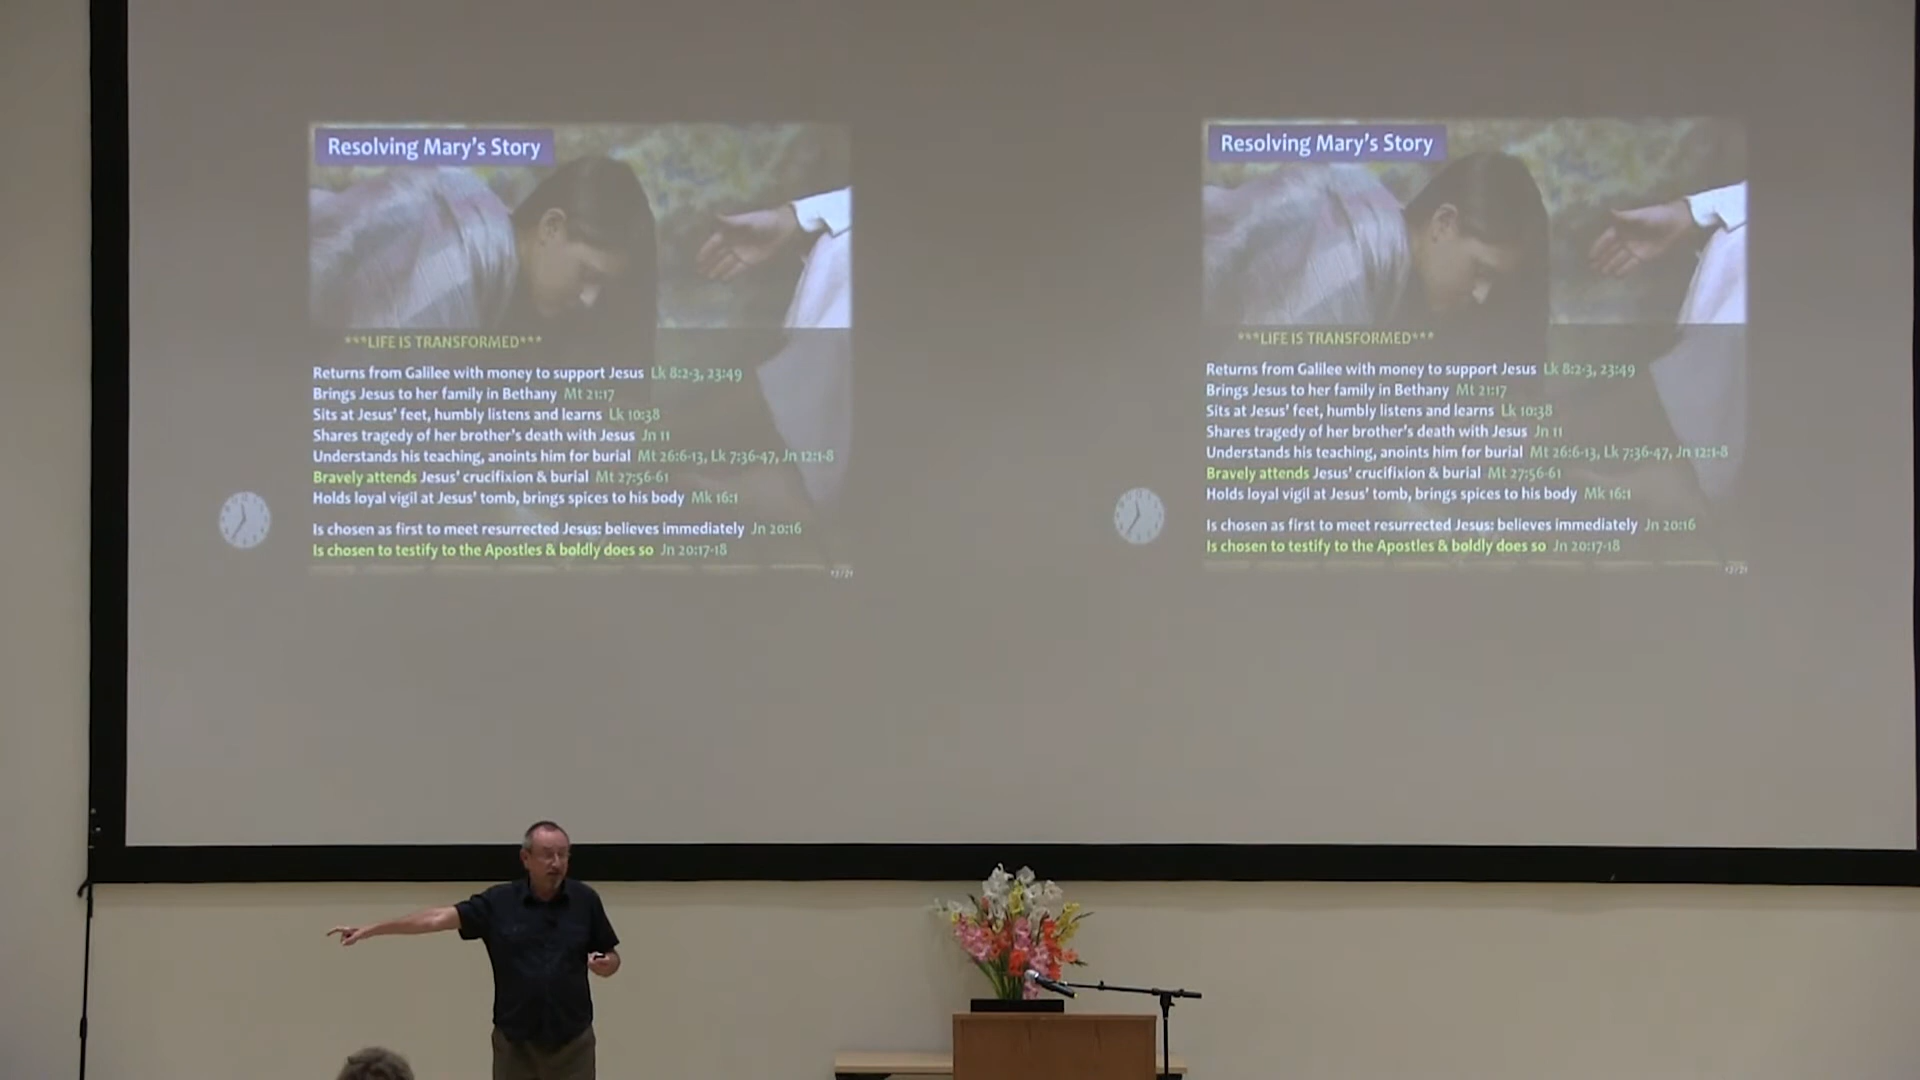 Resolving Mary's Story
***LIFE IS TRANSFORMED***
Returns from Galilee with money to support Jesus Lk 8:2-3, 23:49
Brings Jesus to her family in Bethany Mt 21:17
Sits at Jesus' feet, humbly listens and learns Lk 10:38
Shares tragedy of her brother's death with Jesus Jn 11
Understands his teaching, anoints him for burial Mt 26:6-13, Lk 7:36-47, Jn 12:1-8
Bravely attends Jesus' crucifixion & burial Mt 27:56-61
Holds loyal vigil at Jesus' tomb, brings spices to his body Mk 16:1
Is chosen as first to meet resurrected Jesus: believes immediately Jn 20:16
Is chosen to testify to the Apostles & boldly does so Jn 20:17-18
Resolving Mary's Story
***LIFE IS TRANSFORMED***
Returns from Galilee with money to support Jesus Lk 8:2-3, 23:49
Brings Jesus to her family in Bethany Mt 21:17
Sits at Jesus' feet, humbly listens and learns Lk 10:38
Shares tragedy of her brother's death with Jesus Jn 11
Understands his teaching, anoints him for burial Mt 26:6-13, Lk 7:36-47, Jn 12:1-8
Bravely attends Jesus' crucifixion & burial Mt 27:56-61
Holds loyal vigil at Jesus' tomb, brings spices to his body Mk 16:1
Is chosen as first to meet resurrected Jesus: believes immediately Jn 20:16
Is chosen to testify to the Apostles & boldly does so Jn 20:17-18